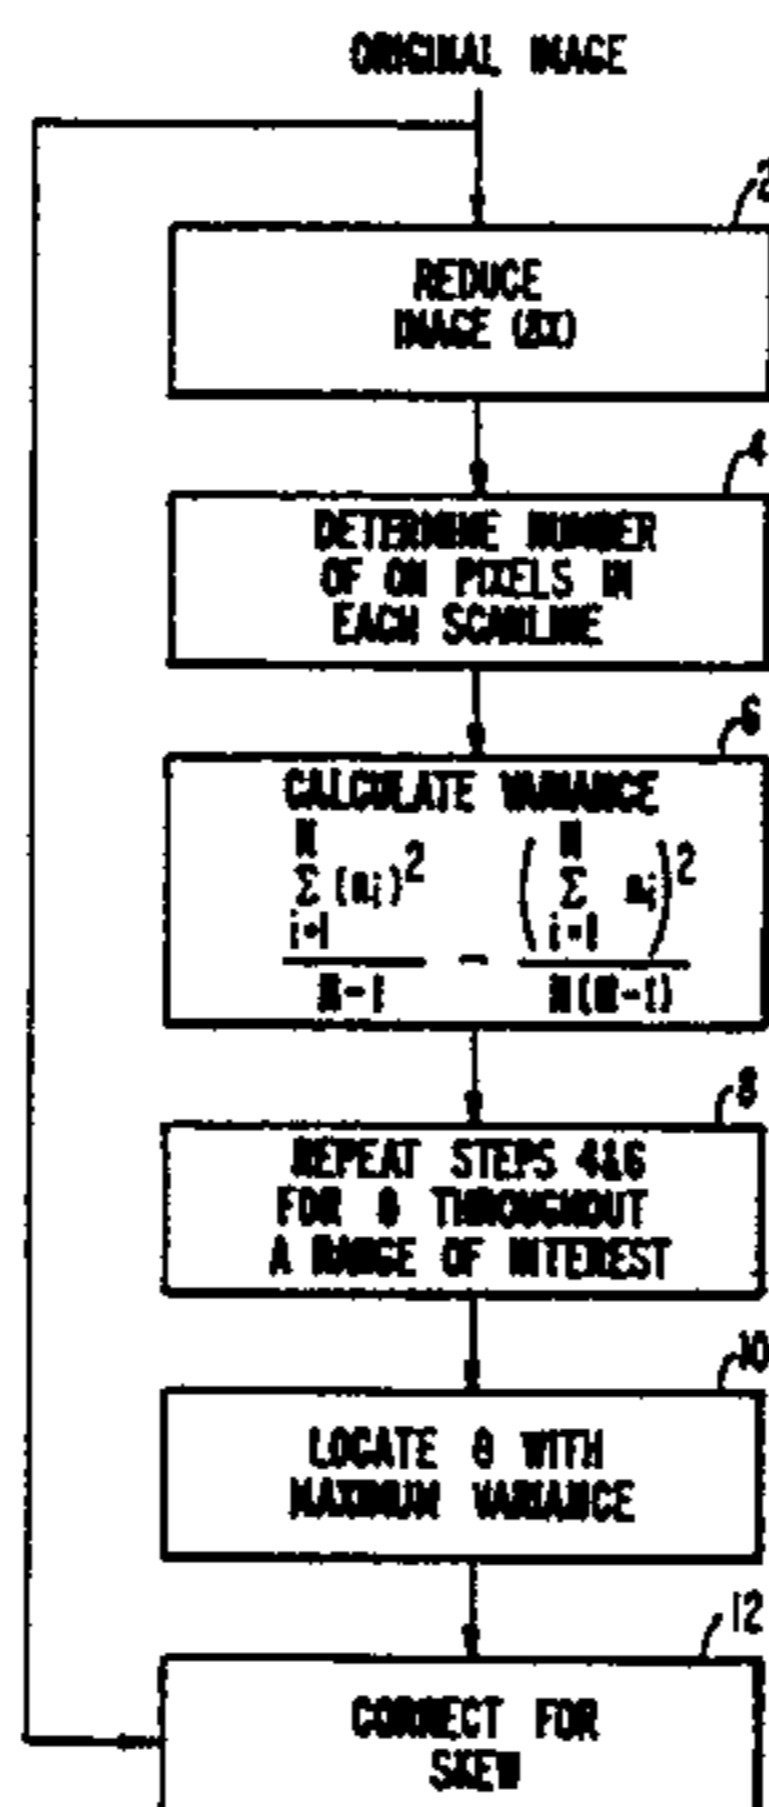 ORIGINAL IMAGE
2
REDUCE
IMAGE (8X)
4
DETERMINE NUMBER
OF ON PIXELS IN
EACH SCANLINE
6
CALCULATE VARIANCE
N N
Σ (nᵢ)² ( Σ nᵢ )²
i=1 i=1
N-1 - N(N-1)
8
REPEAT STEPS 4&6
FOR θ THROUGHOUT
A RANGE OF INTEREST
10
LOCATE θ WITH
MAXIMUM VARIANCE
12
CORRECT FOR
SKEW